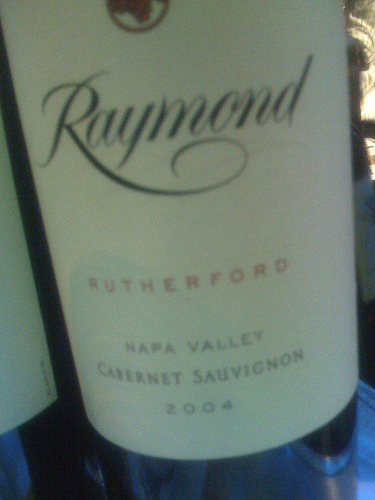 Raymond
RUTHERFORD
NAPA VALLEY
CABERNET SAUVIGNON
2004